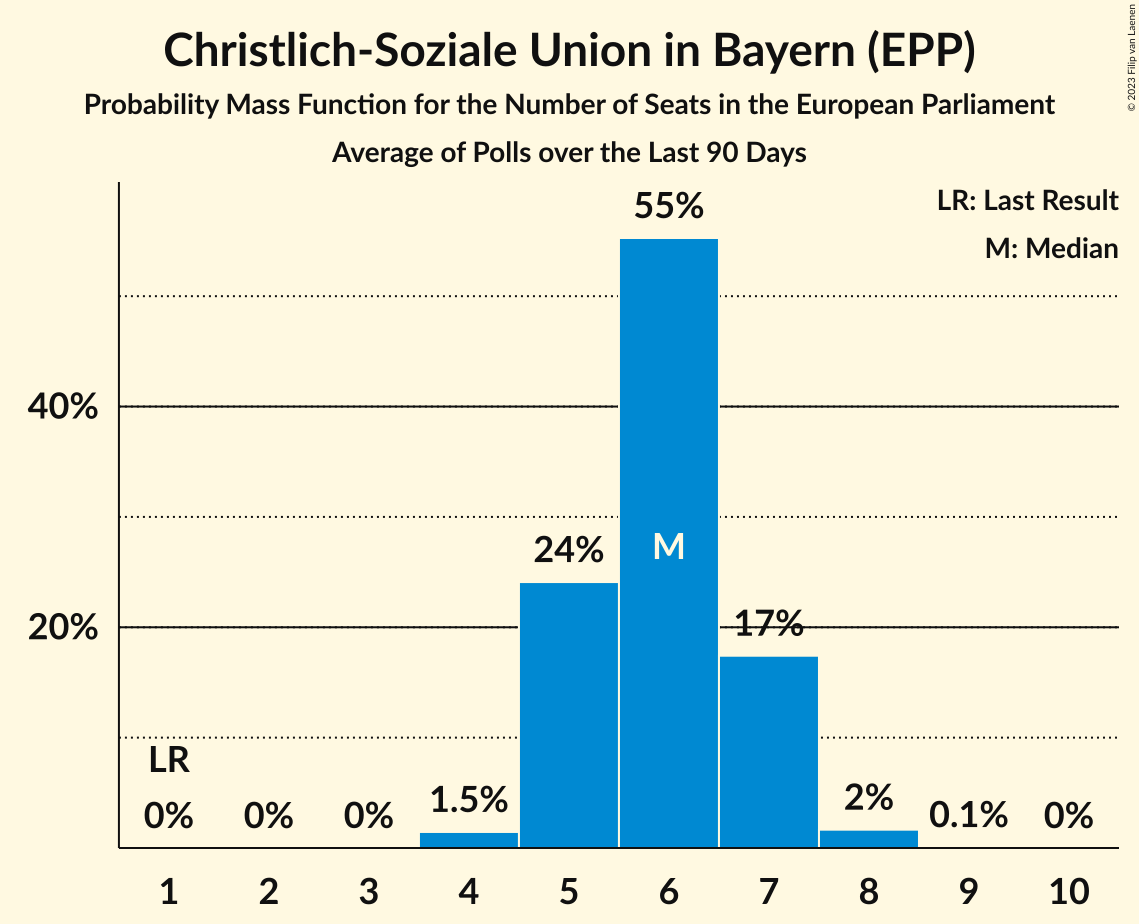 Christlich-Soziale Union in Bayern (EPP)
Probability Mass Function for the Number of Seats in the European Parliament
Average of Polls over the Last 90 Days
© 2023 Filip van Laenen
LR: Last Result
M: Median
55%
40%
24%
M
20%
17%
LR
0%
0%
0%
1.5%
2%
0.1%
0%
1 2 3 4 5 6 7 8 9 10